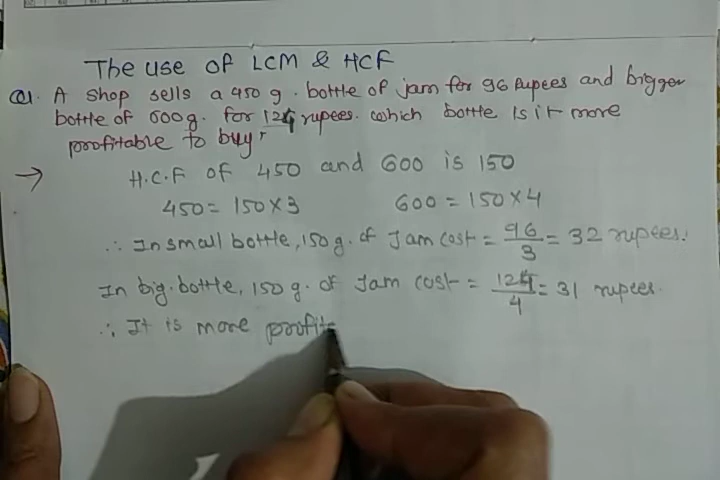 The use of LCM & HCF
Q1. A shop sells a 450 g. bottle of jam for 96 Rupees and bigger
bottle of 600g. for 124 rupees. which bottle is it more
profitable to buy?
→ H.C.F of 450 and 600 is 150
450 = 150 × 3 600 = 150 × 4
∴ In small bottle, 150 g. of Jam cost = 96/3 = 32 rupees.
In big. bottle, 150 g. of Jam cost = 124/4 = 31 rupees.
∴ It is more profit